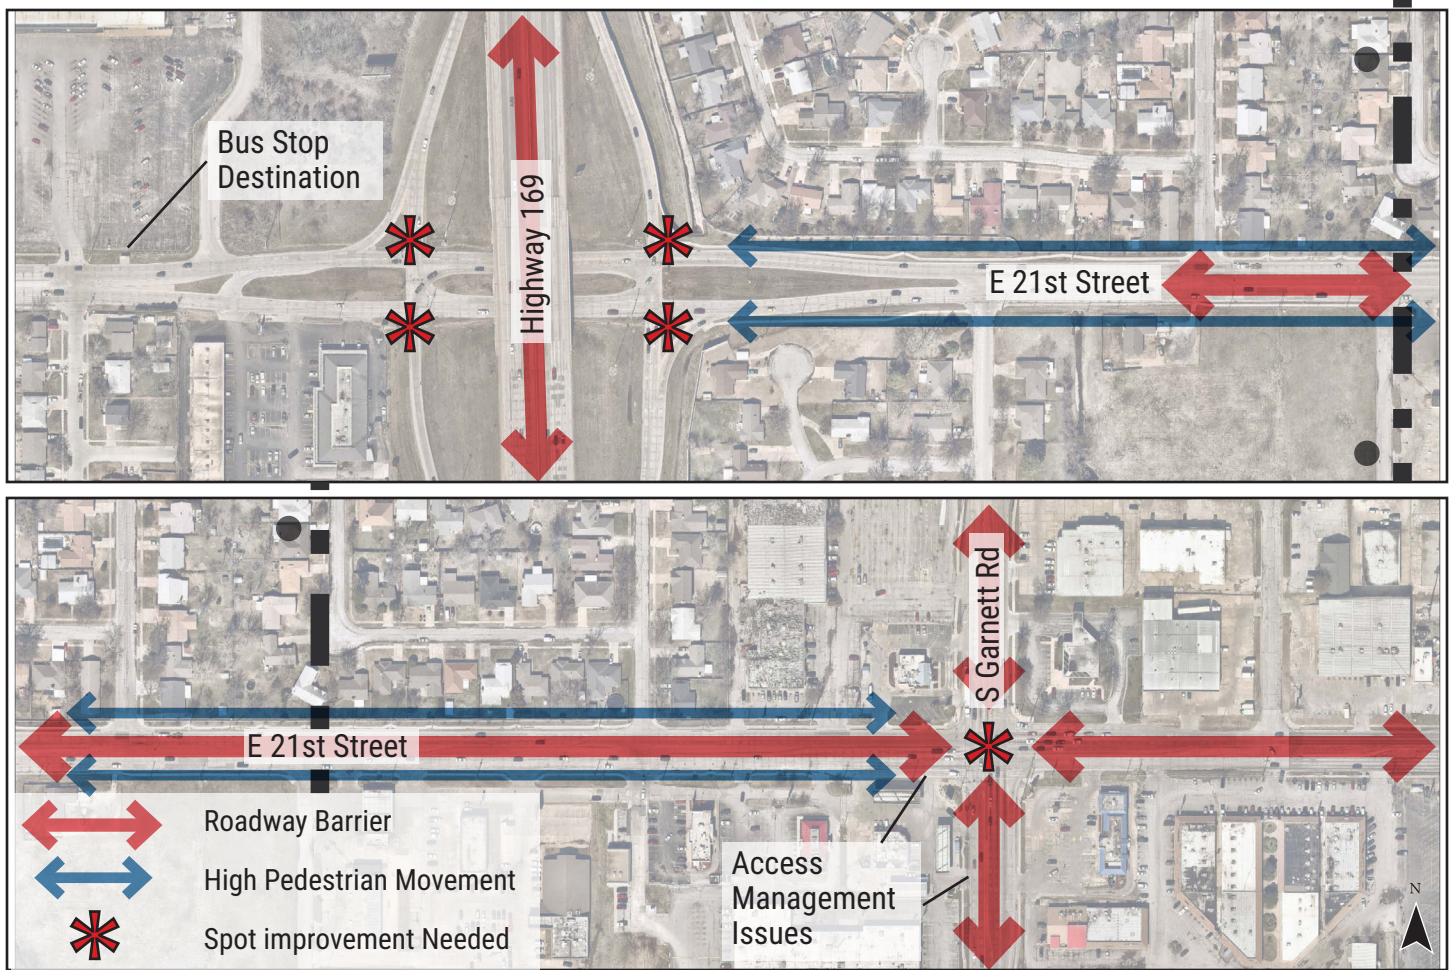 Bus Stop
Destination
Highway 169
E 21st Street
S Garnett Rd
E 21st Street
Roadway Barrier
High Pedestrian Movement
Spot improvement Needed
Access
Management
Issues
N